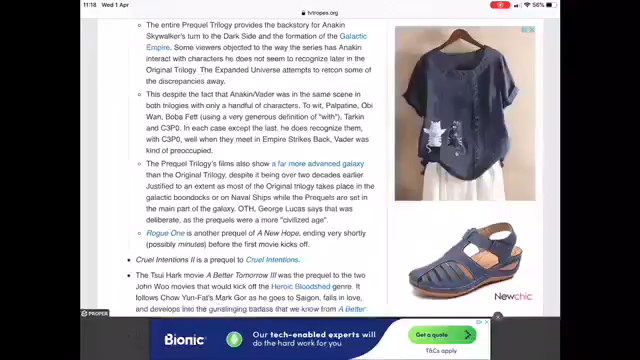 11:18 Wed 1 Apr
tvtropes.org
56%
The entire Prequel Trilogy provides the backstory for Anakin
Skywalker's turn to the Dark Side and the formation of the Galactic
Empire. Some viewers objected to the way the series has Anakin
interact with characters he does not seem to recognize later in the
Original Trilogy. The Expanded Universe attempts to retcon some of
the discrepancies away.
This despite the fact that Anakin/Vader was in the same scene in
both trilogies with only a handful of characters. To wit, Palpatine, Obi
Wan, Boba Fett (using a very generous definition of "with"), Tarkin
and C3P0. In each case except the last, he does recognize them,
with C3P0, well when they meet in Empire Strikes Back, Vader was
kind of preoccupied.
The Prequel Trilogy's films also show a far more advanced galaxy
than the Original Trilogy, despite it being over two decades earlier.
Justified to an extent as most of the Original trilogy takes place in the
galactic boondocks or on Naval Ships while the Prequels are set in
the main part of the galaxy. OTH, George Lucas says that was
deliberate, as the prequels were a more "civilized age".
Rogue One is another prequel of A New Hope, ending very shortly
(possibly minutes) before the first movie kicks off.
Cruel Intentions II is a prequel to Cruel Intentions.
The Tsui Hark movie A Better Tomorrow III was the prequel to the two
John Woo movies that would kick off the Heroic Bloodshed genre. It
follows Chow Yun-Fat's Mark Gor as he goes to Saigon, falls in love,
and develops into the gunslinging badass that we know from A Better
Newchic
PROPER
Bionic
Our tech-enabled experts will
do the hard work for you
Get a quote
T&Cs apply